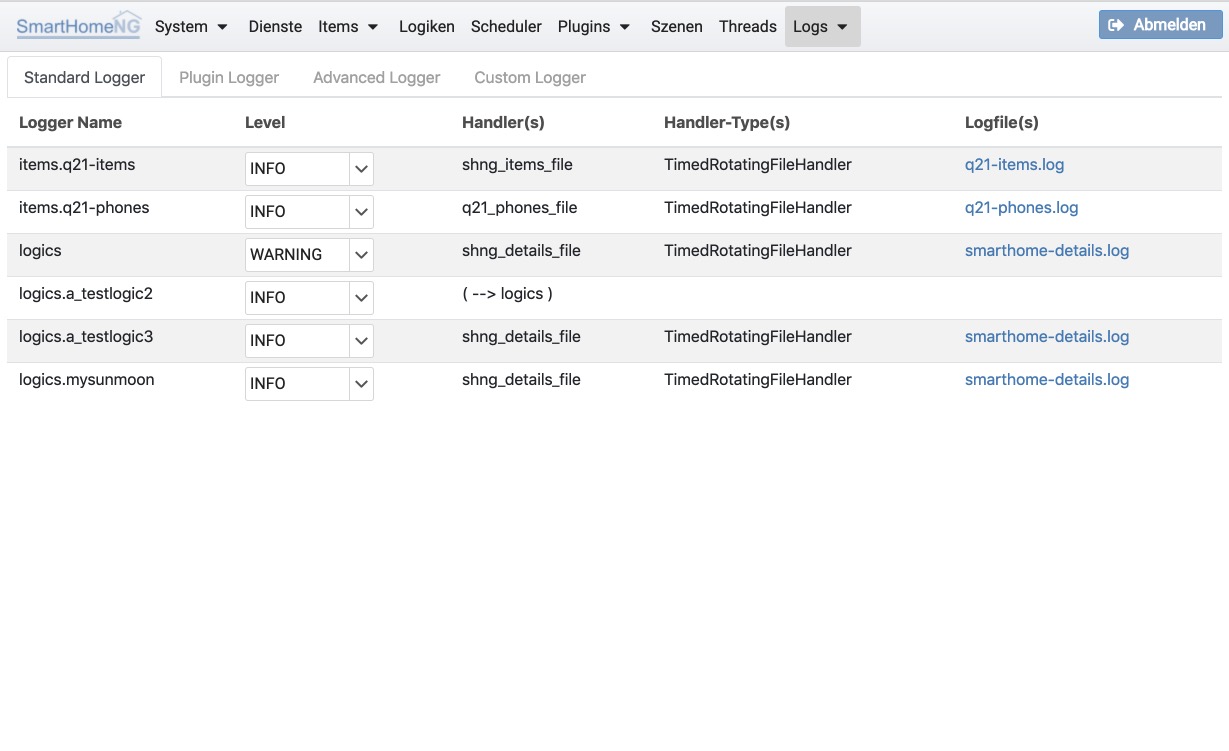 SmartHomeNG System Dienste Items Logiken Scheduler Plugins Szenen Threads Logs Abmelden
Standard Logger Plugin Logger Advanced Logger Custom Logger
Logger Name Level Handler(s) Handler-Type(s) Logfile(s)
items.q21-items INFO shng_items_file TimedRotatingFileHandler q21-items.log
items.q21-phones INFO q21_phones_file TimedRotatingFileHandler q21-phones.log
logics WARNING shng_details_file TimedRotatingFileHandler smarthome-details.log
logics.a_testlogic2 INFO ( --> logics )
logics.a_testlogic3 INFO shng_details_file TimedRotatingFileHandler smarthome-details.log
logics.mysunmoon INFO shng_details_file TimedRotatingFileHandler smarthome-details.log